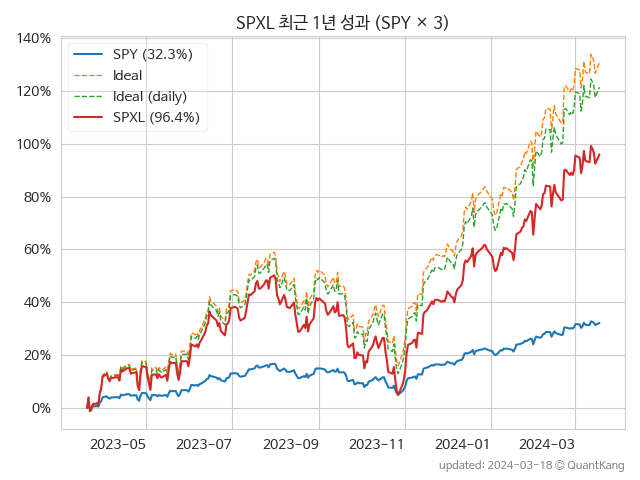 SPXL 최근 1년 성과 (SPY × 3)
140%
120%
100%
80%
60%
40%
20%
0%
SPY (32.3%)
Ideal
Ideal (daily)
SPXL (96.4%)
2023-05
2023-07
2023-09
2023-11
2024-01
2024-03
updated: 2024-03-18 © QuantKang